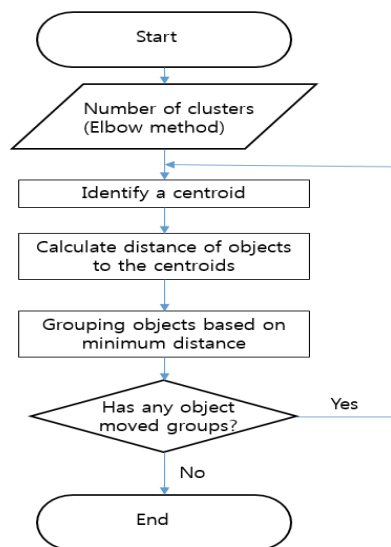 Start
Number of clusters
(Elbow method)
Identify a centroid
Calculate distance of objects
to the centroids
Grouping objects based on
minimum distance
Has any object
moved groups?
Yes
No
End